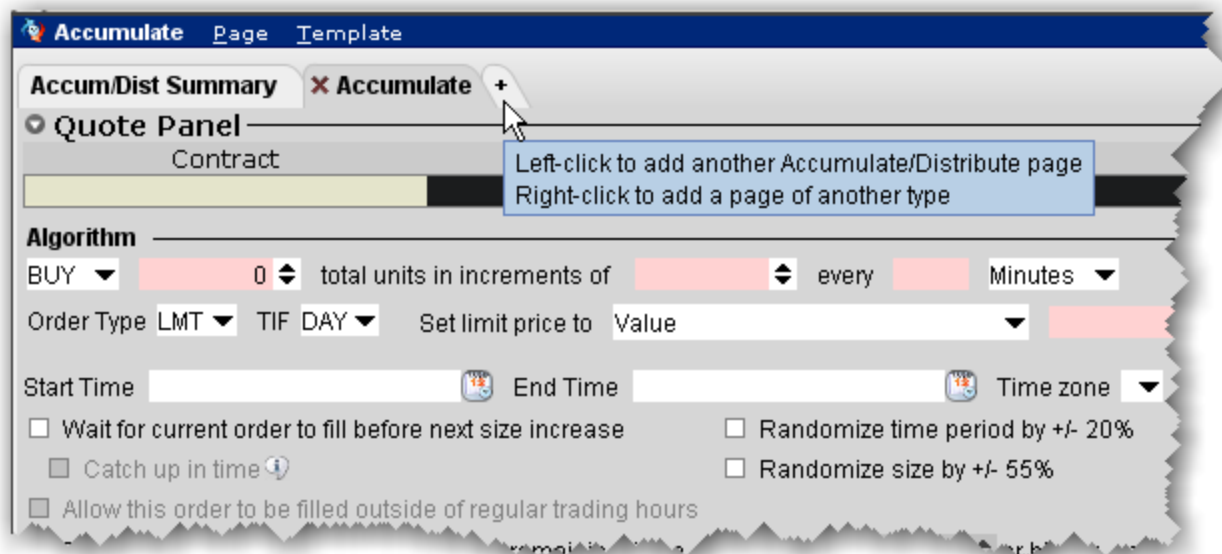 Accumulate Page Template
Accum/Dist Summary × Accumulate +
Quote Panel
Contract
Left-click to add another Accumulate/Distribute page
Right-click to add a page of another type
Algorithm
BUY 0 total units in increments of every Minutes
Order Type LMT TIF DAY Set limit price to Value
Start Time End Time Time zone
Wait for current order to fill before next size increase Randomize time period by +/- 20%
Catch up in time Randomize size by +/- 55%
Allow this order to be filled outside of regular trading hours